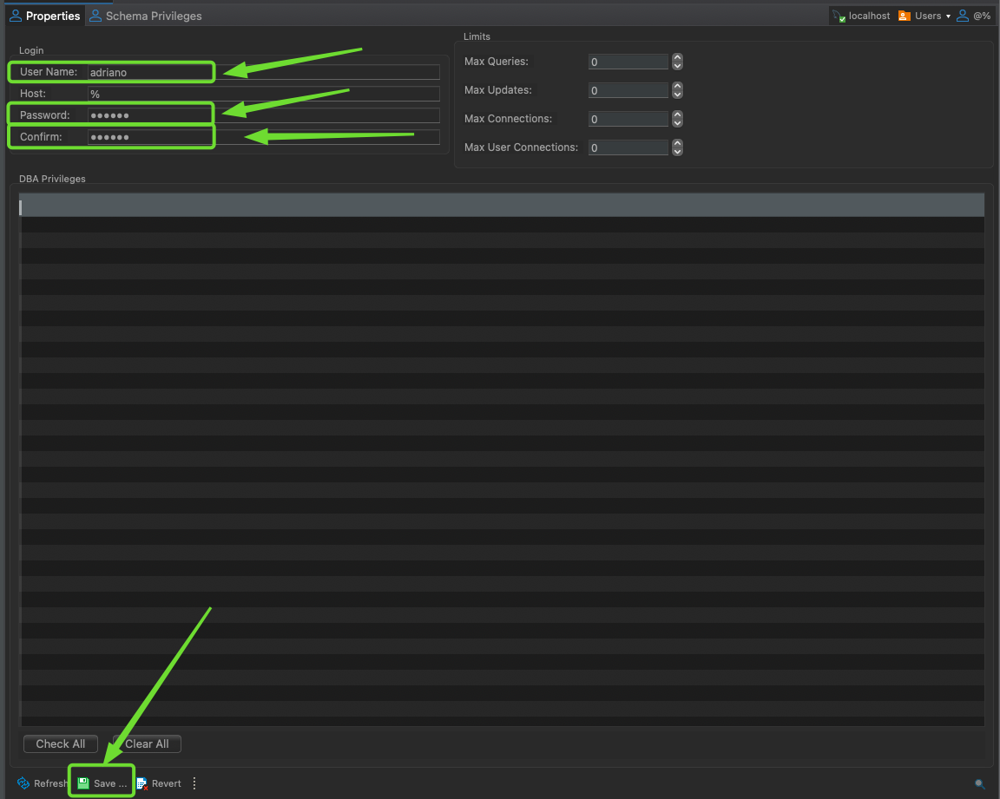 Properties Schema Privileges localhost Users @%
Login
User Name: adriano
Host: %
Password: ●●●●●●
Confirm: ●●●●●●
Limits
Max Queries: 0
Max Updates: 0
Max Connections: 0
Max User Connections: 0
DBA Privileges
Check All Clear All
Refresh Save ... Revert